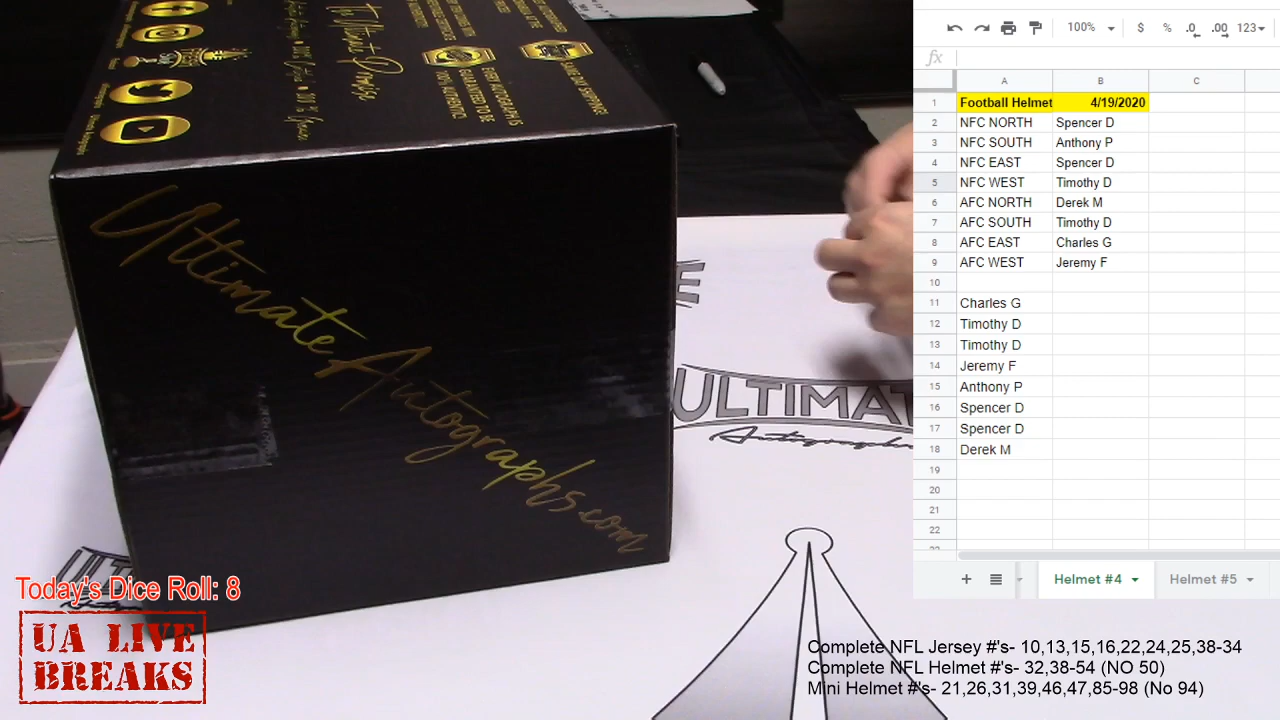 The Ultimate Promise
UltimateAutographs.com
ULTIMAT
Autographs
Today's Dice Roll: 8
UA LIVE
BREAKS
100%
$ % .0 .00 123
fx
A B C
1 Football Helmet 4/19/2020
2 NFC NORTH Spencer D
3 NFC SOUTH Anthony P
4 NFC EAST Spencer D
5 NFC WEST Timothy D
6 AFC NORTH Derek M
7 AFC SOUTH Timothy D
8 AFC EAST Charles G
9 AFC WEST Jeremy F
10
11 Charles G
12 Timothy D
13 Timothy D
14 Jeremy F
15 Anthony P
16 Spencer D
17 Spencer D
18 Derek M
19
20
21
22
Helmet #4 Helmet #5
Complete NFL Jersey #'s- 10,13,15,16,22,24,25,38-34
Complete NFL Helmet #'s- 32,38-54 (NO 50)
Mini Helmet #'s- 21,26,31,39,46,47,85-98 (No 94)